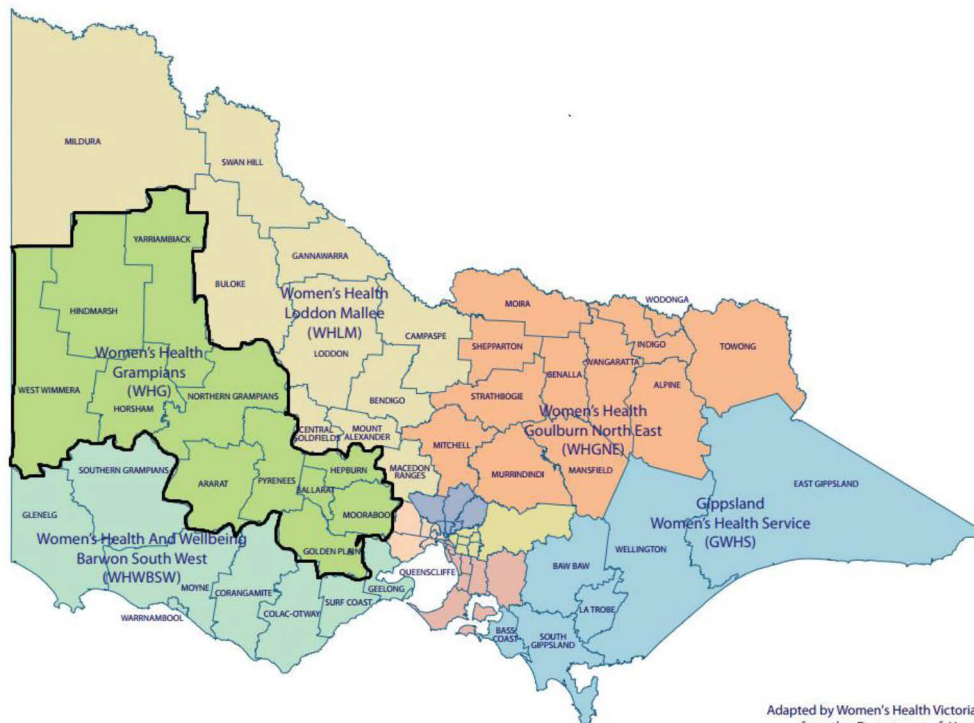 MILDURA
SWAN HILL
YARRIAMBIACK
GANNAWARRA
BULOKE
Women's Health
Loddon Mallee
(WHLM)
HINDMARSH
LODDON
CAMPASPE
MOIRA
WODONGA
SHEPPARTON
INDIGO
TOWONG
WANGARATTA
BENALLA
ALPINE
STRATHBOGIE
Women's Health
Grampians
(WHG)
WEST WIMMERA
HORSHAM
NORTHERN GRAMPIANS
BENDIGO
Women's Health
Goulburn North East
(WHGNE)
CENTRAL
GOLDFIELDS
MOUNT
ALEXANDER
MITCHELL
MACEDON
RANGES
MURRINDINDI
MANSFIELD
SOUTHERN GRAMPIANS
ARARAT
PYRENEES
HEPBURN
BALLARAT
MOORABOO
GOLDEN PLAIN
EAST GIPPSLAND
Gippsland
Women's Health Service
(GWHS)
GLENELG
Women's Health And Wellbeing
Barwon South West
(WHWBSW)
MOYNE
CORANGAMITE
WARRNAMBOOL
COLAC-OTWAY
SURF COAST
GEELONG
QUEENSCLIFFE
WELLINGTON
BAW BAW
LA TROBE
BASS
COAST
SOUTH
GIPPSLAND
Adapted by Women's Health Victoria